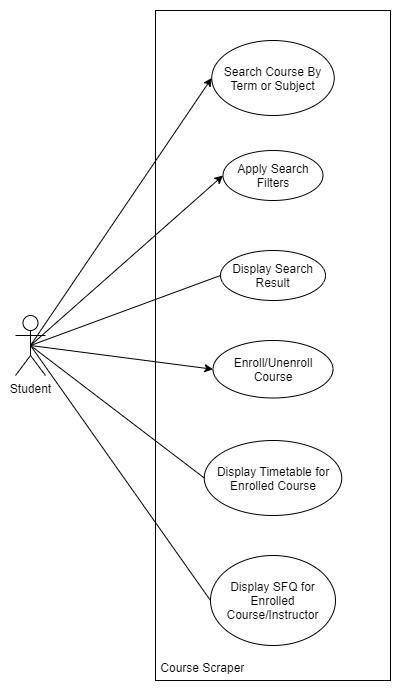 Search Course By
Term or Subject
Apply Search
Filters
Display Search
Result
Enroll/Unenroll
Course
Student
Display Timetable for
Enrolled Course
Display SFQ for
Enrolled
Course/Instructor
Course Scraper